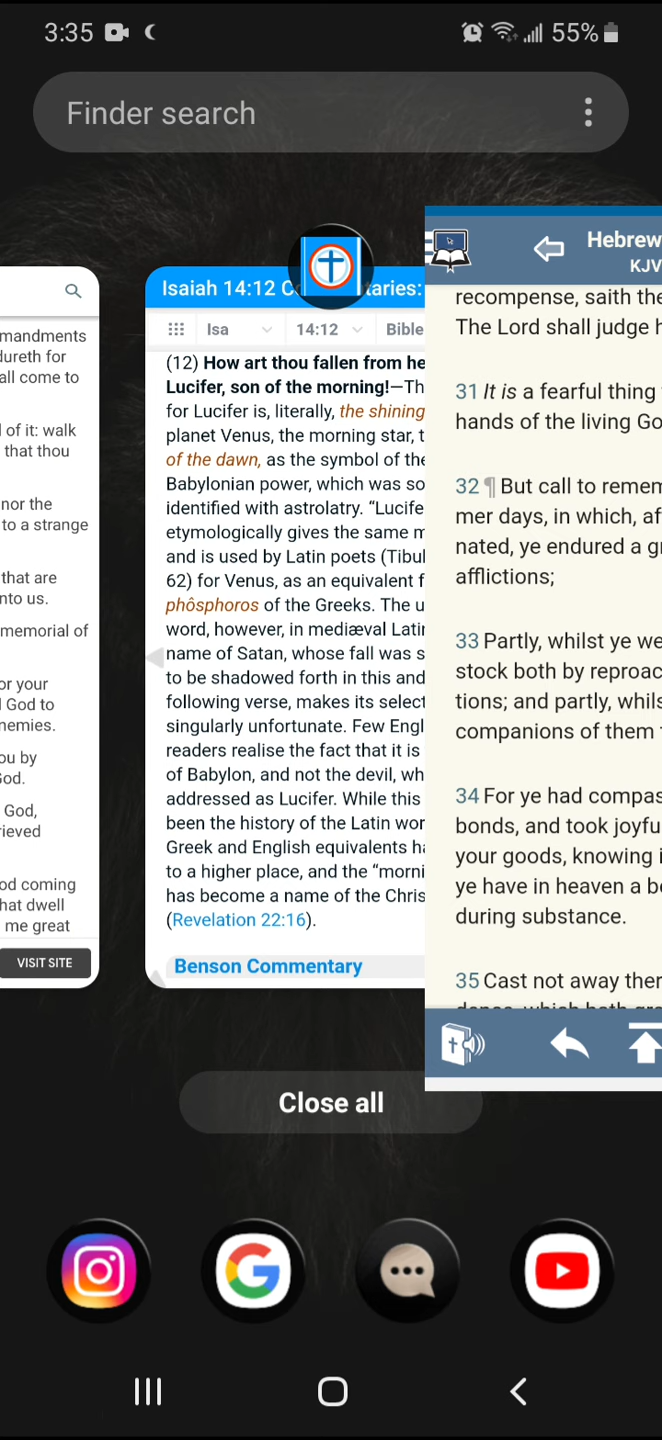 3:35
55%
Finder search
mandments
dureth for
all come to
l of it: walk
that thou
nor the
to a strange
that are
nto us.
memorial of
or your
l God to
nemies.
ou by
God.
God,
rieved
od coming
hat dwell
me great
VISIT SITE
Isaiah 14:12 C taries:
Isa 14:12 Bible
(12) How art thou fallen from he
Lucifer, son of the morning!—Th
for Lucifer is, literally, the shining
planet Venus, the morning star, t
of the dawn, as the symbol of the
Babylonian power, which was so
identified with astrolatry. “Lucife
etymologically gives the same m
and is used by Latin poets (Tibul
62) for Venus, as an equivalent f
phôsphoros of the Greeks. The u
word, however, in mediæval Latin
name of Satan, whose fall was s
to be shadowed forth in this and
following verse, makes its select
singularly unfortunate. Few Engl
readers realise the fact that it is
of Babylon, and not the devil, wh
addressed as Lucifer. While this
been the history of the Latin wor
Greek and English equivalents ha
to a higher place, and the “morni
has become a name of the Chris
(Revelation 22:16).
Benson Commentary
Hebrew
KJV
recompense, saith the
The Lord shall judge h
31 It is a fearful thing
hands of the living Go
32 ¶ But call to remem
mer days, in which, af
nated, ye endured a gr
afflictions;
33 Partly, whilst ye we
stock both by reproac
tions; and partly, whils
companions of them
34 For ye had compas
bonds, and took joyfu
your goods, knowing i
ye have in heaven a be
during substance.
35 Cast not away ther
Close all